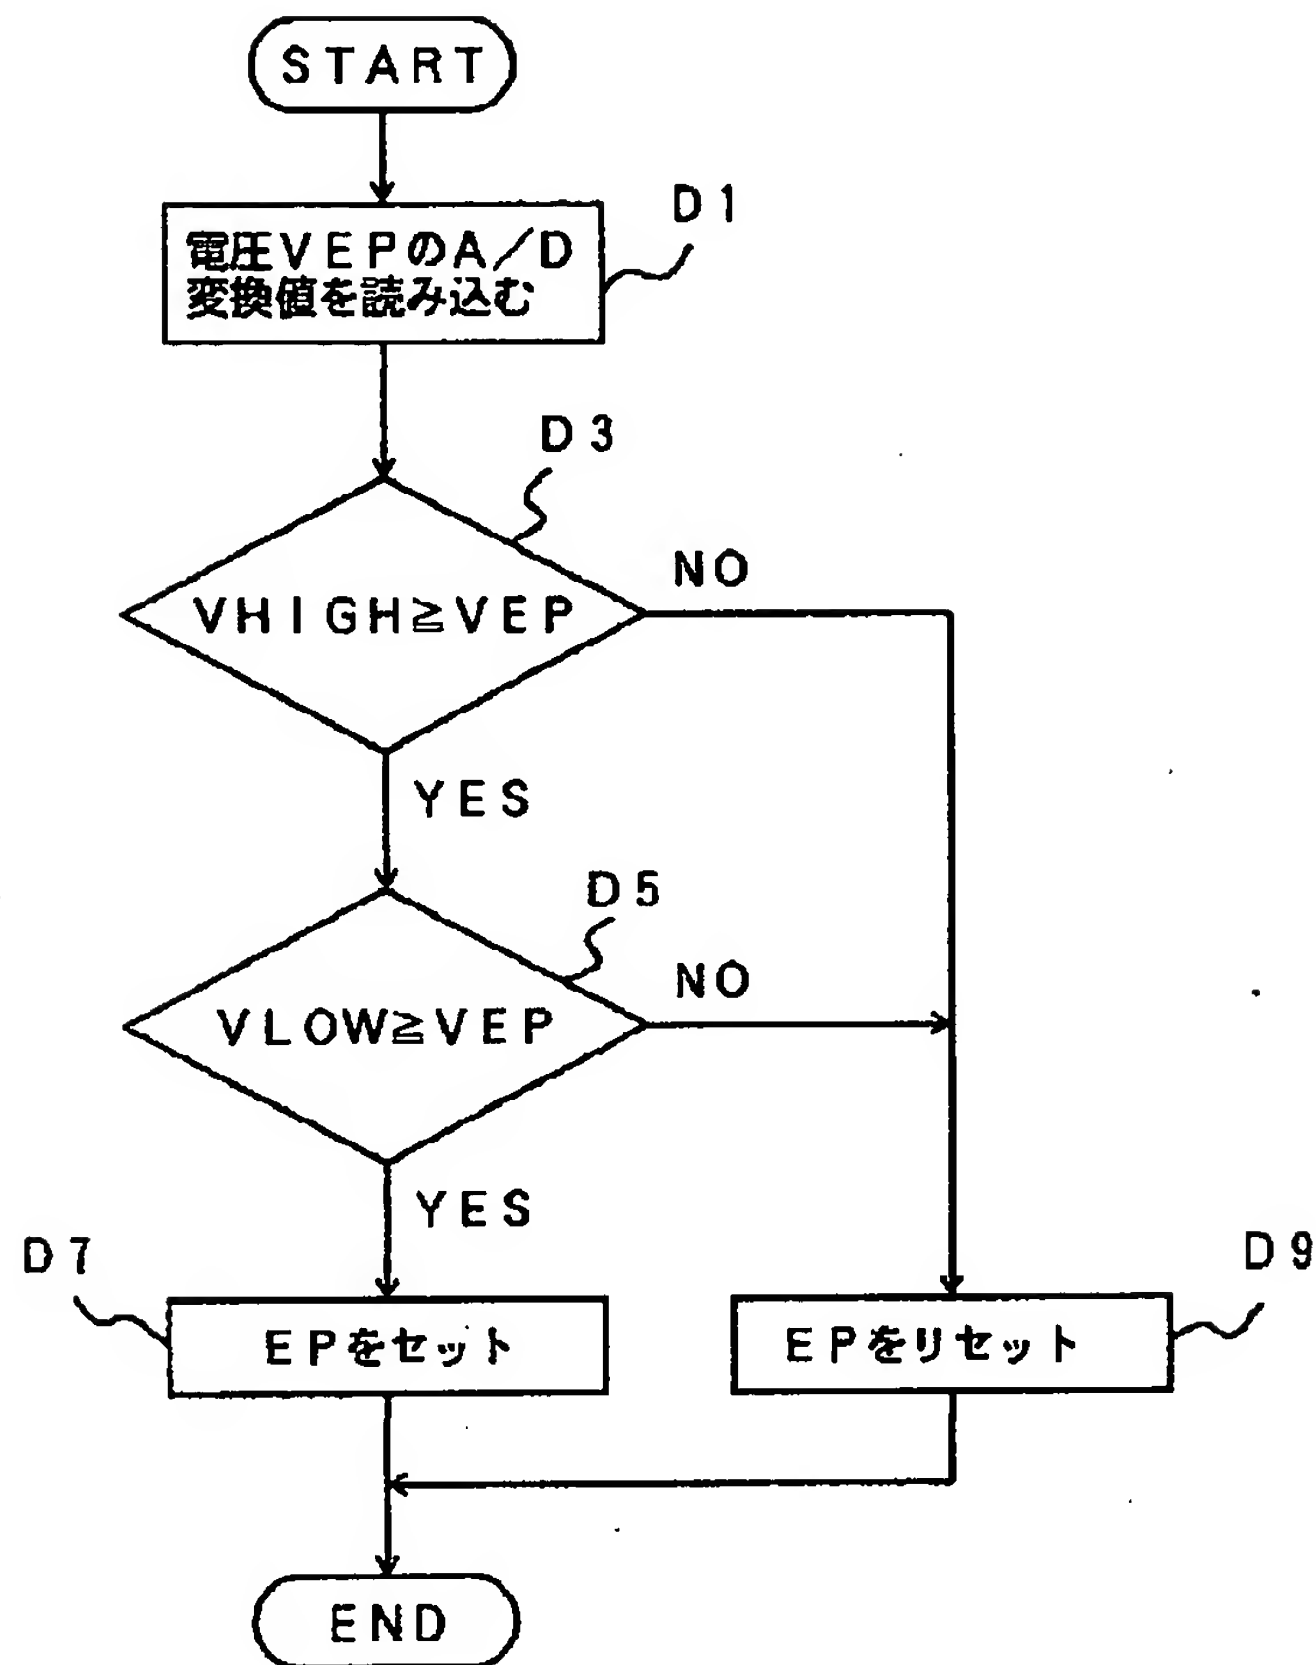 START
D1
電圧VEPのA/D
変換値を読み込む
D3
NO
VHIGH≧VEP
YES
D5
NO
VLOW≧VEP
YES
D7
D9
EPをセット
EPをリセット
END